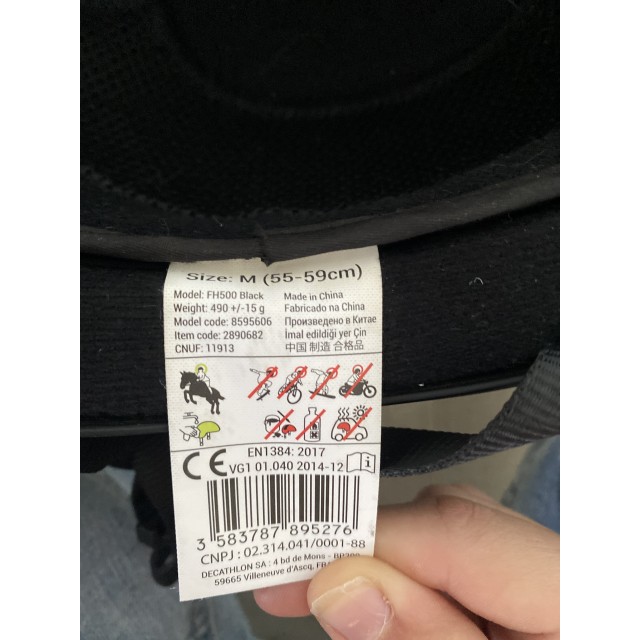 Size: M (55-59cm)
Model: FH500 Black
Weight: 490 +/-15 g
Model code: 8595606
Item code: 2890682
CNUF: 11913
Made in China
Fabricado na China
Произведено в Китае
İmal edildiği yer Çin
中国 制造 合格品
CE
EN1384: 2017
VG1 01.040 2014-12
3 583787 895276
CNPJ : 02.314.041/0001-88
DECATHLON SA : 4 bd de Mons -
59665 Villeneuve d'Ascq,